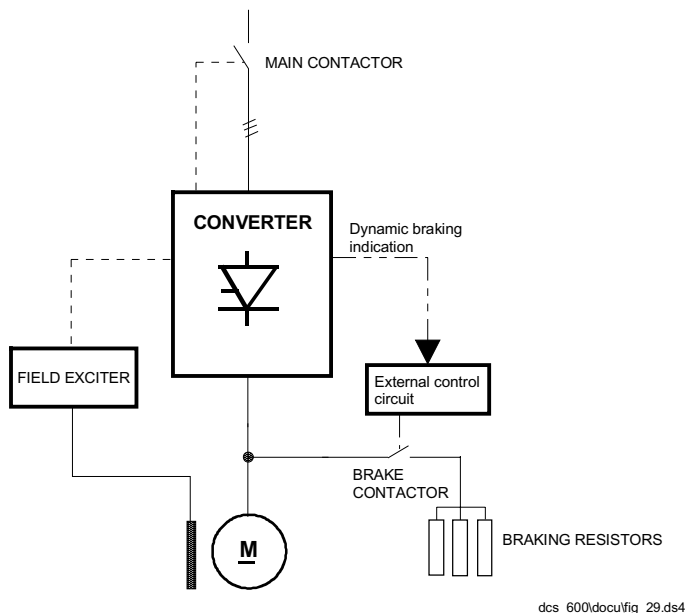 MAIN CONTACTOR
CONVERTER
Dynamic braking
indication
FIELD EXCITER
External control
circuit
BRAKE
CONTACTOR
M
BRAKING RESISTORS
dcs_600\docu\fig_29.ds4